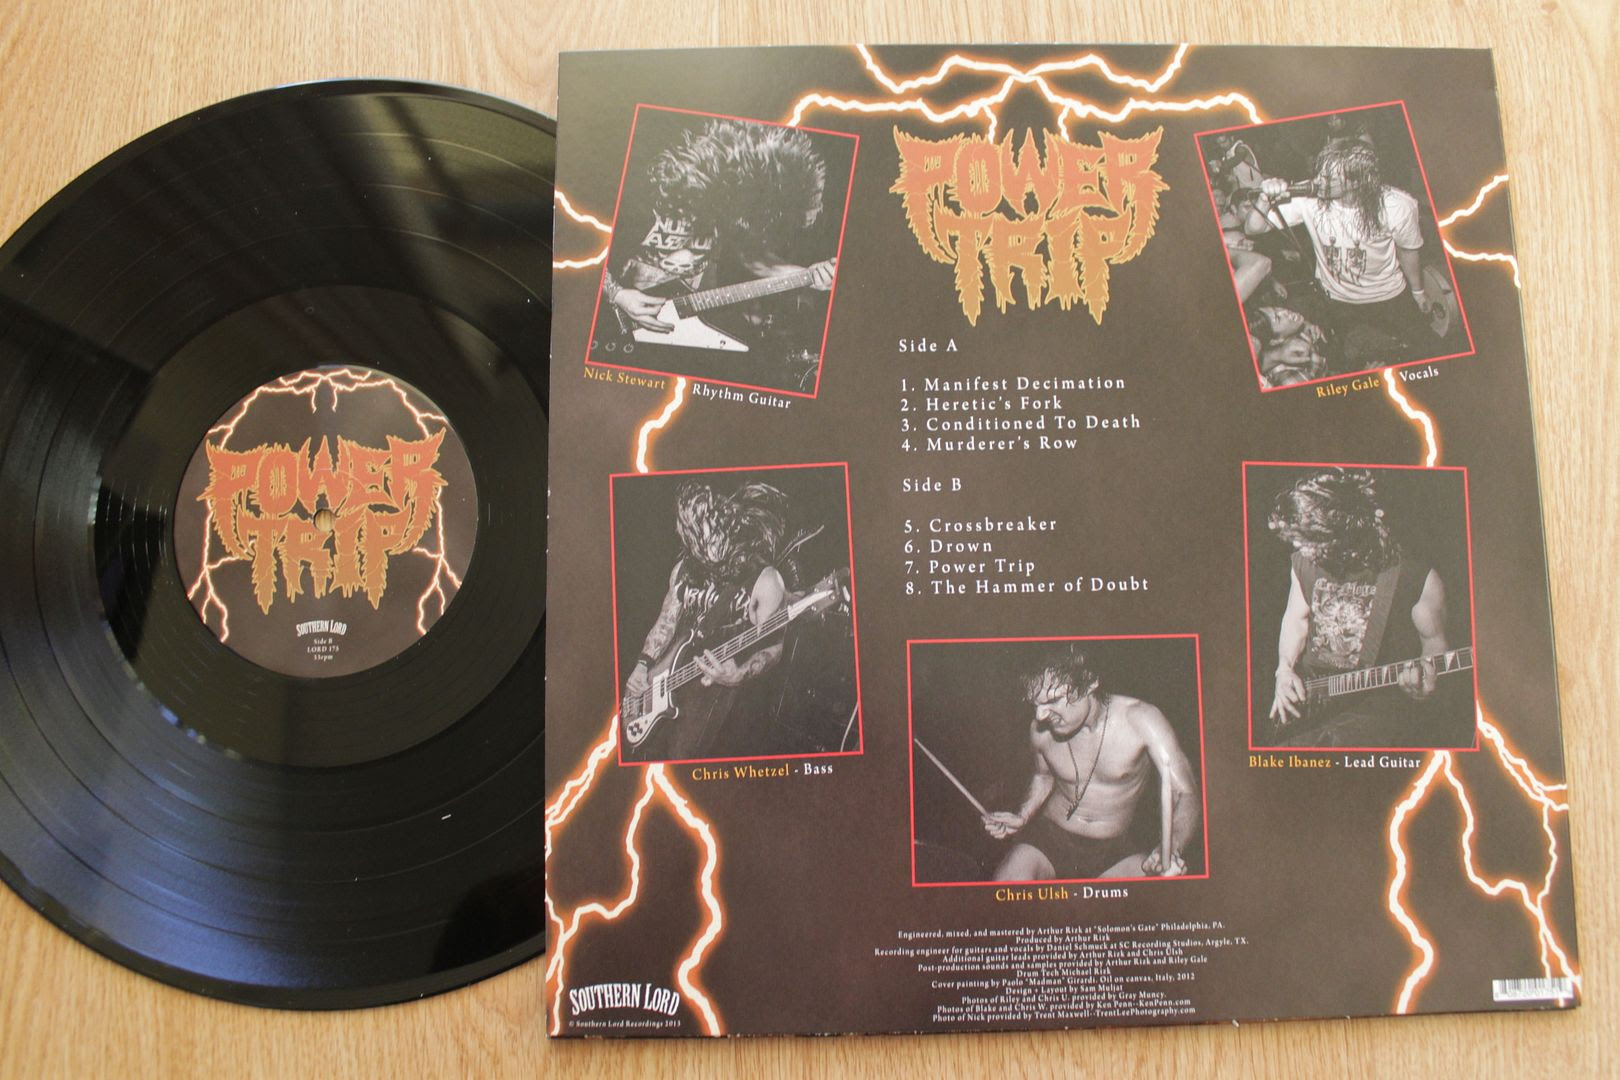 POWER
TRIP
Side A
1. Manifest Decimation
2. Heretic's Fork
3. Conditioned To Death
4. Murderer's Row
Side B
5. Crossbreaker
6. Drown
7. Power Trip
8. The Hammer of Doubt
Nick Stewart Rhythm Guitar
Riley Gale Vocals
Chris Whetzel - Bass
Blake Ibanez - Lead Guitar
Chris Ulsh - Drums
Engineered, mixed, and mastered by Arthur Rizk at "Solomon's Gate" Philadelphia, PA.
Produced by Arthur Rizk
Recording engineer for guitars and vocals by Daniel Schmuck at SC Recording Studios, Argyle, TX.
Additional guitar leads provided by Arthur Rizk and Chris Ulsh
Post-production sounds and samples provided by Arthur Rizk and Riley Gale
Drum Tech Michael Rizk
Cover painting by Paolo "Madman" Girardi. Oil on canvas, Italy, 2012
Design + Layout by Sam Muljat
Photos of Riley and Chris U. provided by Gray Muncy.
Photos of Blake and Chris W. provided by Ken Penn--KenPenn.com
Photo of Nick provided by Trent Maxwell--TrentLeePhotography.com
SOUTHERN LORD
© Southern Lord Recordings 2013
POWER
TRIP
SOUTHERN LORD
Side B
LORD 173
33rpm